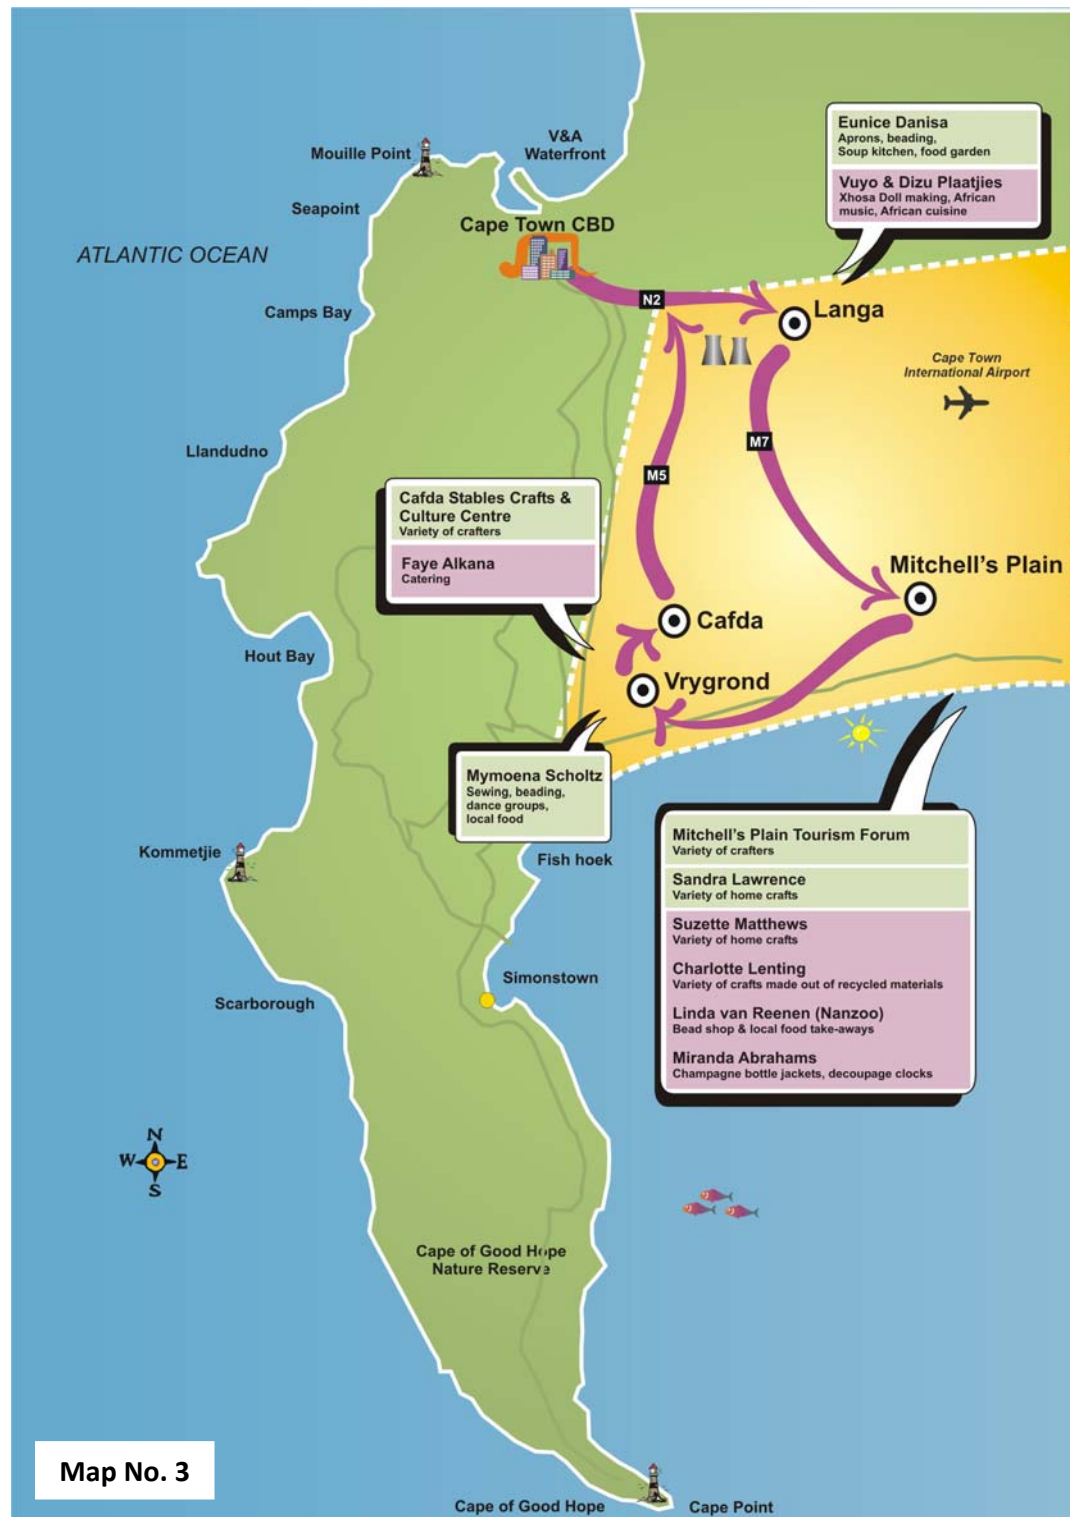 Eunice Danisa
Aprons, beading,
Soup kitchen, food garden
Vuyo & Dizu Plaatjies
Xhosa Doll making, African
music, African cuisine
V&A
Waterfront
Mouille Point
Seapoint
Cape Town CBD
ATLANTIC OCEAN
N2
Langa
Camps Bay
Cape Town
International Airport
M7
Llandudno
M5
Cafda Stables Crafts &
Culture Centre
Variety of crafters
Faye Alkana
Catering
Mitchell's Plain
Cafda
Hout Bay
Vrygrond
Mymoena Scholtz
Sewing, beading,
dance groups,
local food
Mitchell's Plain Tourism Forum
Variety of crafters
Sandra Lawrence
Variety of home crafts
Suzette Matthews
Variety of home crafts
Charlotte Lenting
Variety of crafts made out of recycled materials
Linda van Reenen (Nanzoo)
Bead shop & local food take-aways
Miranda Abrahams
Champagne bottle jackets, decoupage clocks
Kommetjie
Fish hoek
Simonstown
Scarborough
N
W E
S
Cape of Good Hope
Nature Reserve
Map No. 3
Cape of Good Hope
Cape Point